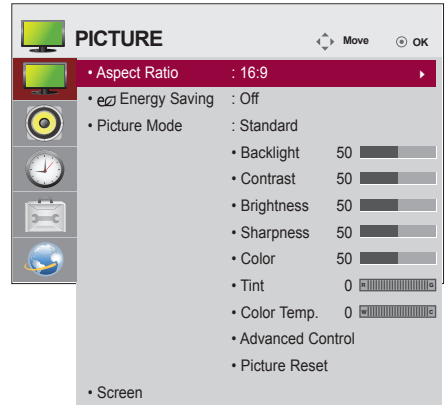 PICTURE Move OK
• Aspect Ratio : 16:9
• Energy Saving : Off
• Picture Mode : Standard
• Backlight 50
• Contrast 50
• Brightness 50
• Sharpness 50
• Color 50
• Tint 0 R G
• Color Temp. 0 W C
• Advanced Control
• Picture Reset
• Screen